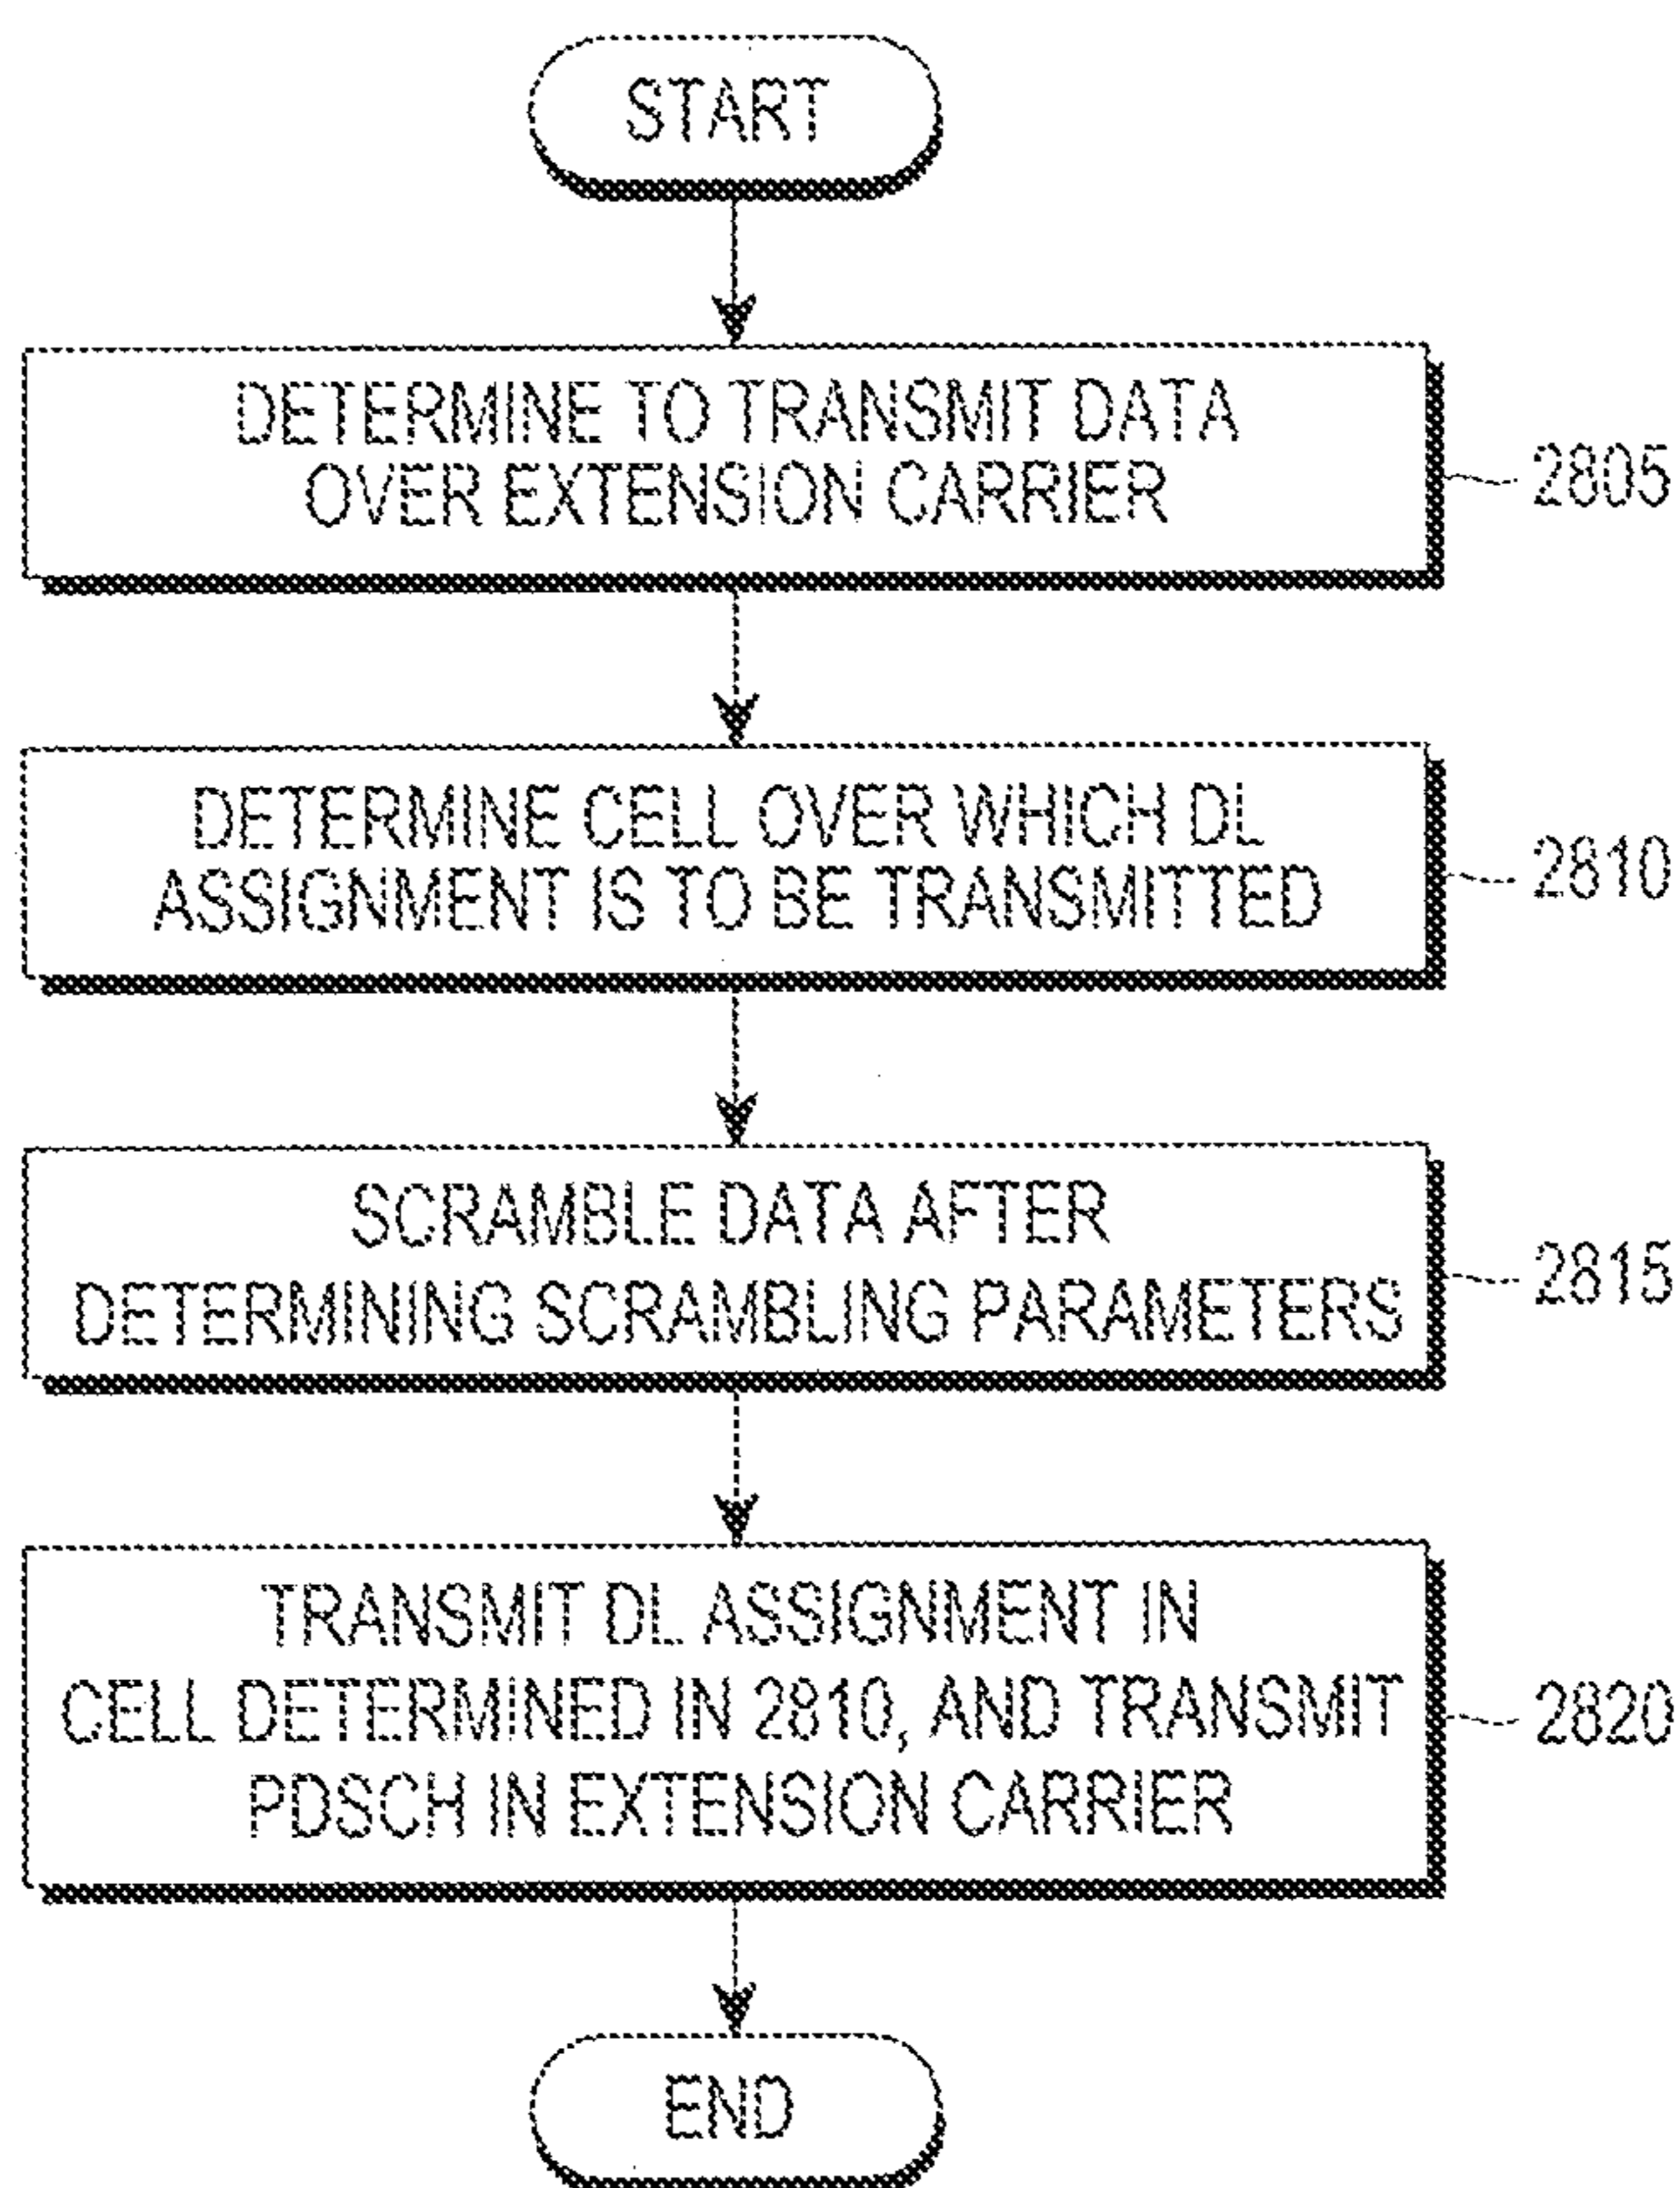 START
DETERMINE TO TRANSMIT DATA
OVER EXTENSION CARRIER
2805
DETERMINE CELL OVER WHICH DL
ASSIGNMENT IS TO BE TRANSMITTED
2810
SCRAMBLE DATA AFTER
DETERMINING SCRAMBLING PARAMETERS
2815
TRANSMIT DL ASSIGNMENT IN
CELL DETERMINED IN 2810, AND TRANSMIT
PDSCH IN EXTENSION CARRIER
2820
END